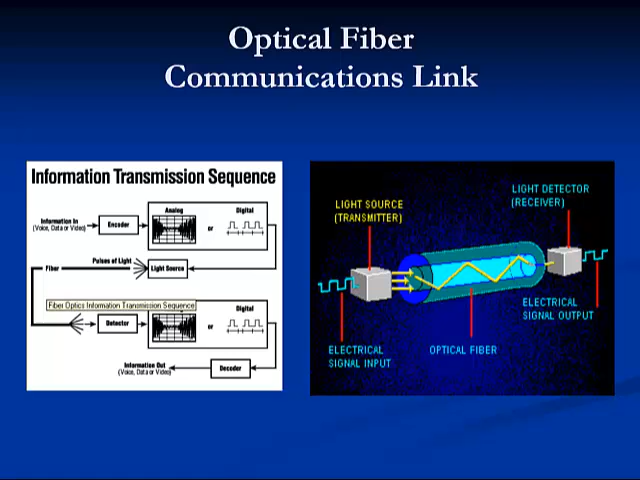 Optical Fiber
Communications Link
Information Transmission Sequence
Analog
Digital
Information In
(Voice, Data or Video)
Encoder
or
Pulses of Light
Fiber
Light Source
Fiber Optics Information Transmission Sequence
Digital
Detector
or
Information Out
(Voice, Data or Video)
Decoder
LIGHT DETECTOR
(RECEIVER)
LIGHT SOURCE
(TRANSMITTER)
ELECTRICAL
SIGNAL OUTPUT
ELECTRICAL
SIGNAL INPUT
OPTICAL FIBER